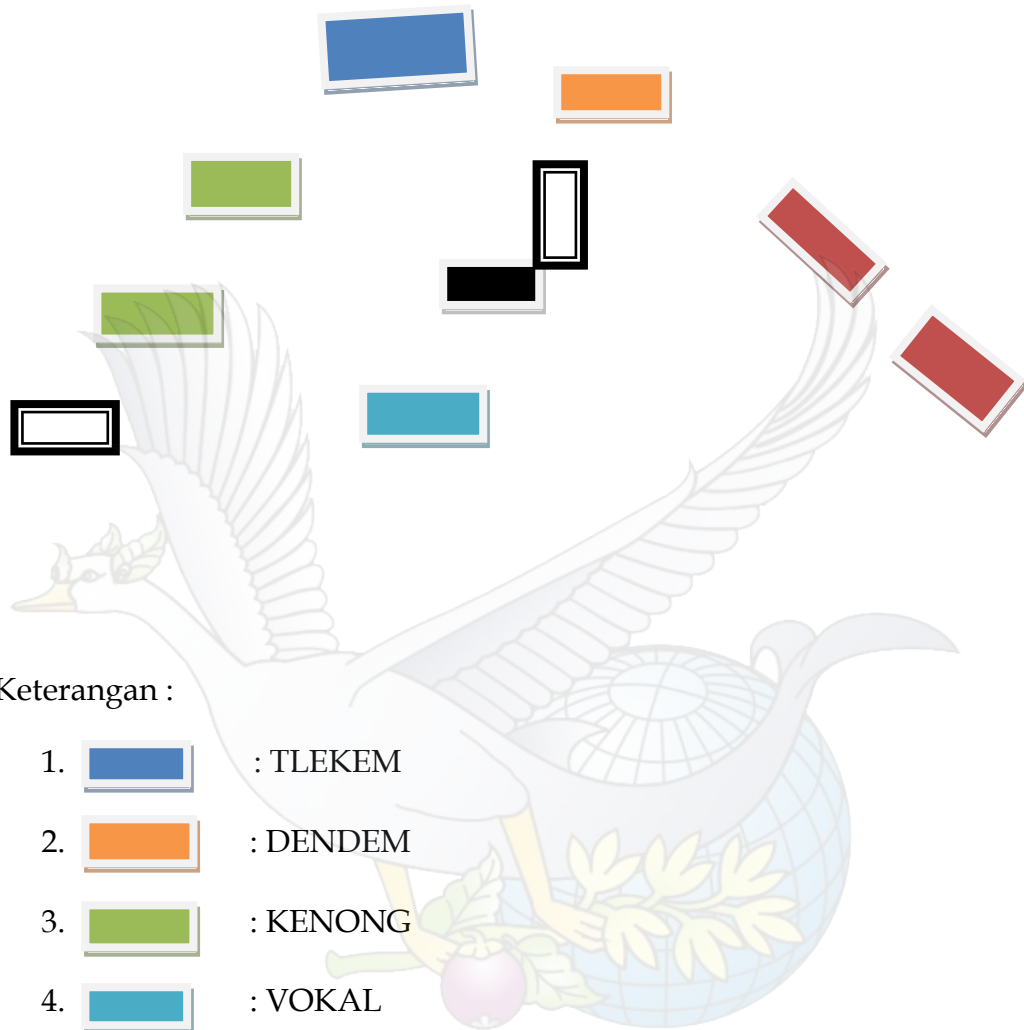 Keterangan :
1. : TLEKEM
2. : DENDEM
3. : KENONG
4. : VOKAL